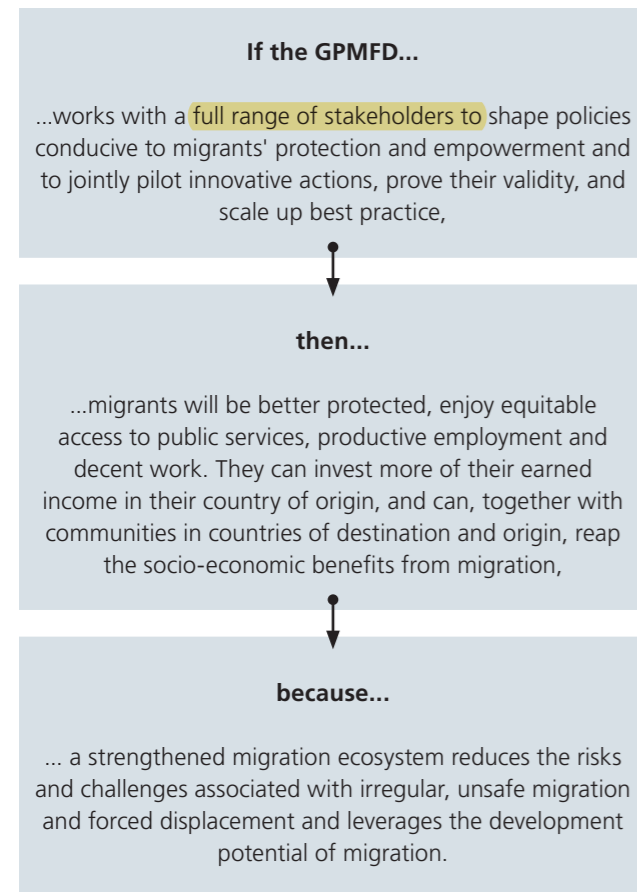 If the GPMFD...
...works with a full range of stakeholders to shape policies
conducive to migrants' protection and empowerment and
to jointly pilot innovative actions, prove their validity, and
scale up best practice,
then...
...migrants will be better protected, enjoy equitable
access to public services, productive employment and
decent work. They can invest more of their earned
income in their country of origin, and can, together with
communities in countries of destination and origin, reap
the socio-economic benefits from migration,
because...
... a strengthened migration ecosystem reduces the risks
and challenges associated with irregular, unsafe migration
and forced displacement and leverages the development
potential of migration.